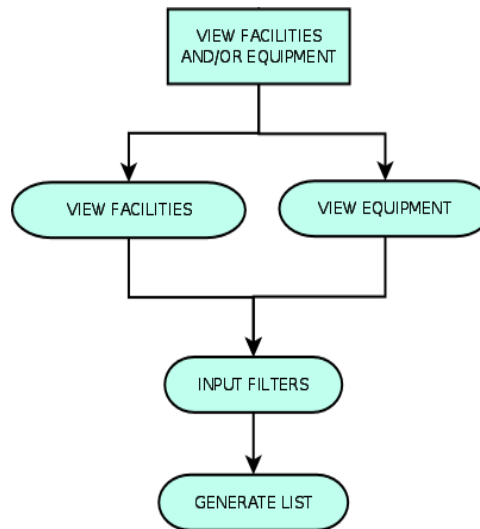 VIEW FACILITIES
AND/OR EQUIPMENT
VIEW FACILITIES
VIEW EQUIPMENT
INPUT FILTERS
GENERATE LIST